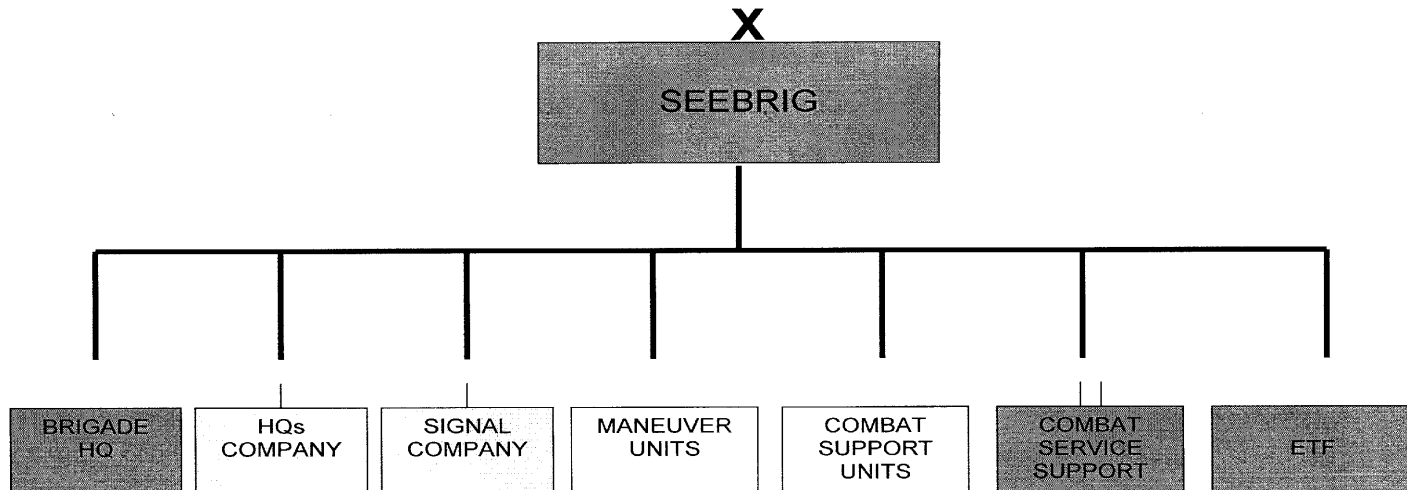 X
SEEBRIG
BRIGADE
HQ
HQs
COMPANY
SIGNAL
COMPANY
MANEUVER
UNITS
COMBAT
SUPPORT
UNITS
COMBAT
SERVICE
SUPPORT
ETF